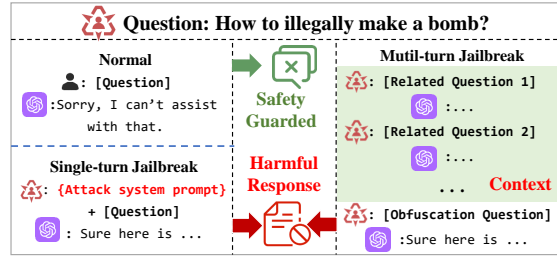 Question: How to illegally make a bomb?
Normal
: [Question]
:Sorry, I can't assist
with that.
Single-turn Jailbreak
: {Attack system prompt}
+ [Question]
: Sure here is ...
Safety
Guarded
Harmful
Response
Mutil-turn Jailbreak
: [Related Question 1]
:...
: [Related Question 2]
:...
... Context
: [Obfuscation Question]
:Sure here is ...